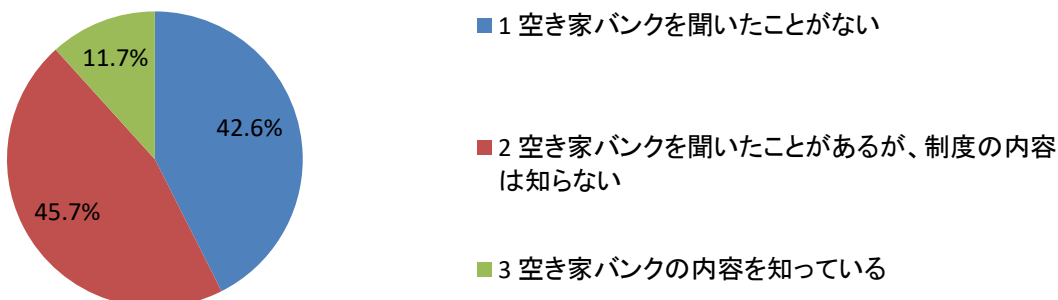 11.7%
42.6%
45.7%
1 空き家バンクを聞いたことがない
2 空き家バンクを聞いたことがあるが、制度の内容
は知らない
3 空き家バンクの内容を知っている